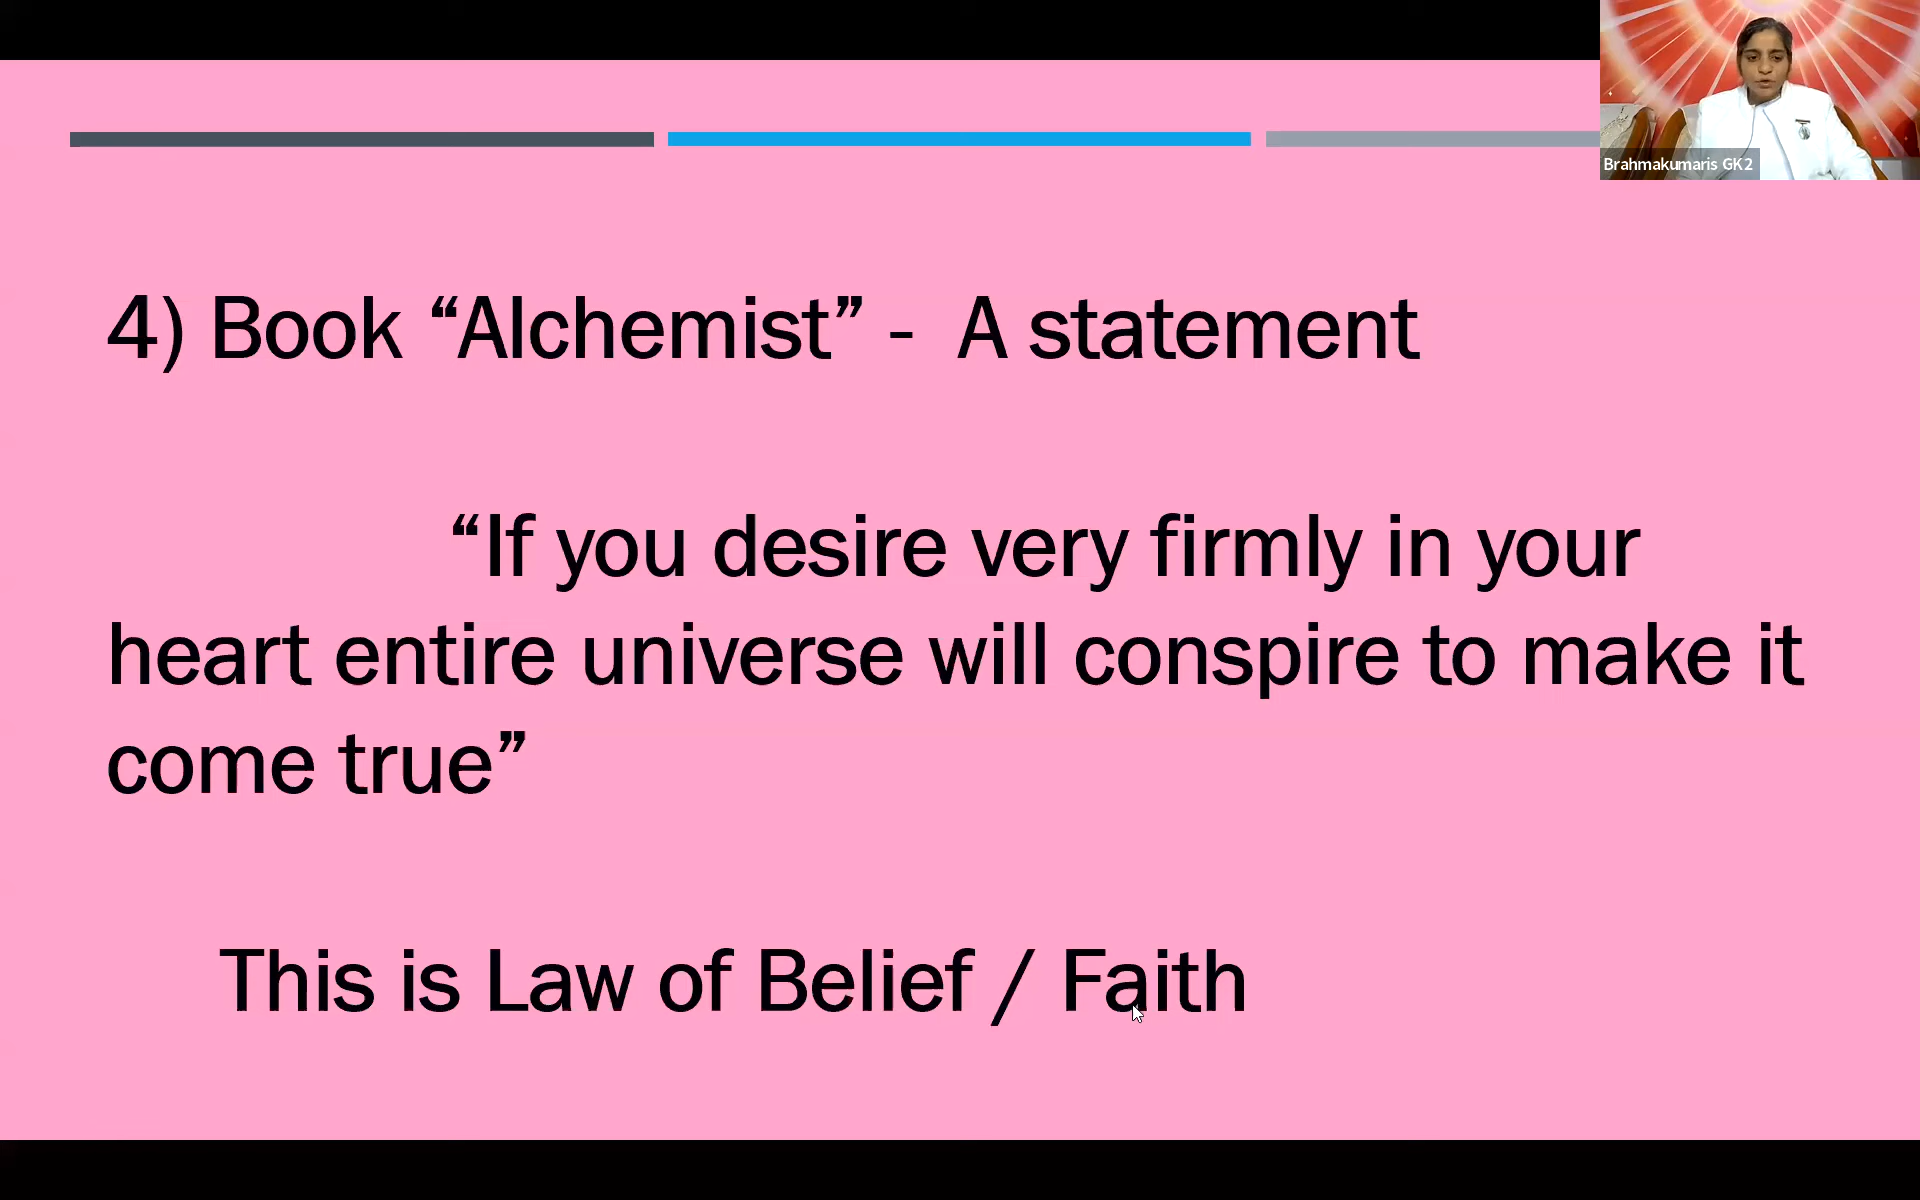 Brahmakumaris GK2
4) Book “Alchemist” -  A statement
“If you desire very firmly in your
heart entire universe will conspire to make it
come true”
This is Law of Belief / Faith